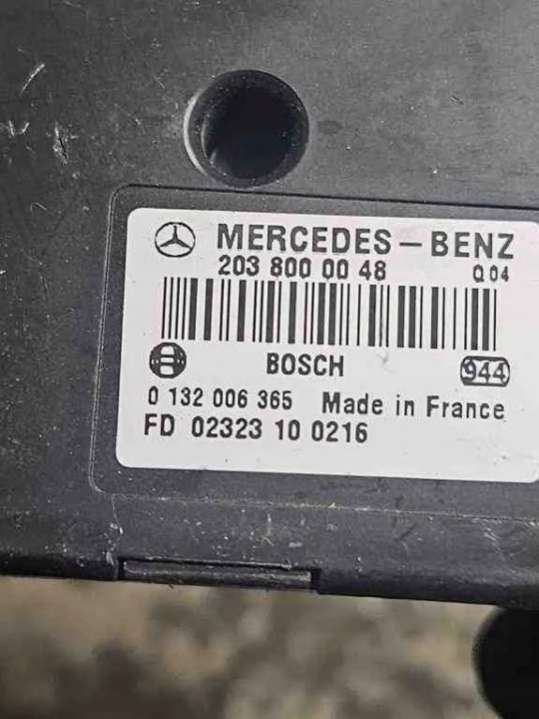 MERCEDES-BENZ
203 800 00 48 Q04
BOSCH 944
0 132 006 365 Made in France
FD 02323 10 0216